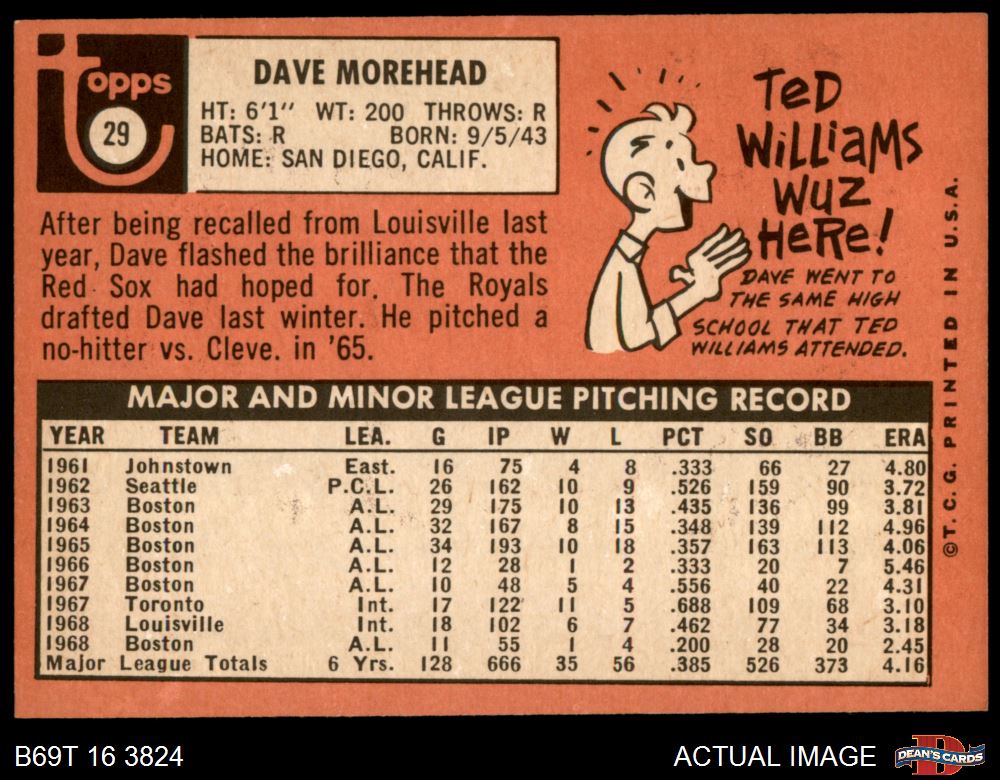 topps
29
DAVE MOREHEAD
HT: 6'1" WT: 200 THROWS: R
BATS: R BORN: 9/5/43
HOME: SAN DIEGO, CALIF.
After being recalled from Louisville last
year, Dave flashed the brilliance that the
Red Sox had hoped for. The Royals
drafted Dave last winter. He pitched a
no-hitter vs. Cleve. in '65.
TeD
WiLLiaMS
WUZ
HeRe!
DAVE WENT TO
THE SAME HIGH
SCHOOL THAT TED
WILLIAMS ATTENDED.
MAJOR AND MINOR LEAGUE PITCHING RECORD
YEAR TEAM LEA. G IP W L PCT SO BB ERA
1961 Johnstown East. 16 75 4 8 .333 66 27 4.80
1962 Seattle P.C.L. 26 162 10 9 .526 159 90 3.72
1963 Boston A.L. 29 175 10 13 .435 136 99 3.81
1964 Boston A.L. 32 167 8 15 .348 139 112 4.96
1965 Boston A.L. 34 193 10 18 .357 163 113 4.06
1966 Boston A.L. 12 28 1 2 .333 20 7 5.46
1967 Boston A.L. 10 48 5 4 .556 40 22 4.31
1967 Toronto Int. 17 122 11 5 .688 109 68 3.10
1968 Louisville Int. 18 102 6 7 .462 77 34 3.18
1968 Boston A.L. 11 55 1 4 .200 28 20 2.45
Major League Totals 6 Yrs. 128 666 35 56 .385 526 373 4.16
©T.C.G. PRINTED IN U.S.A.
B69T 16 3824
ACTUAL IMAGE
D
DEAN'S CARDS